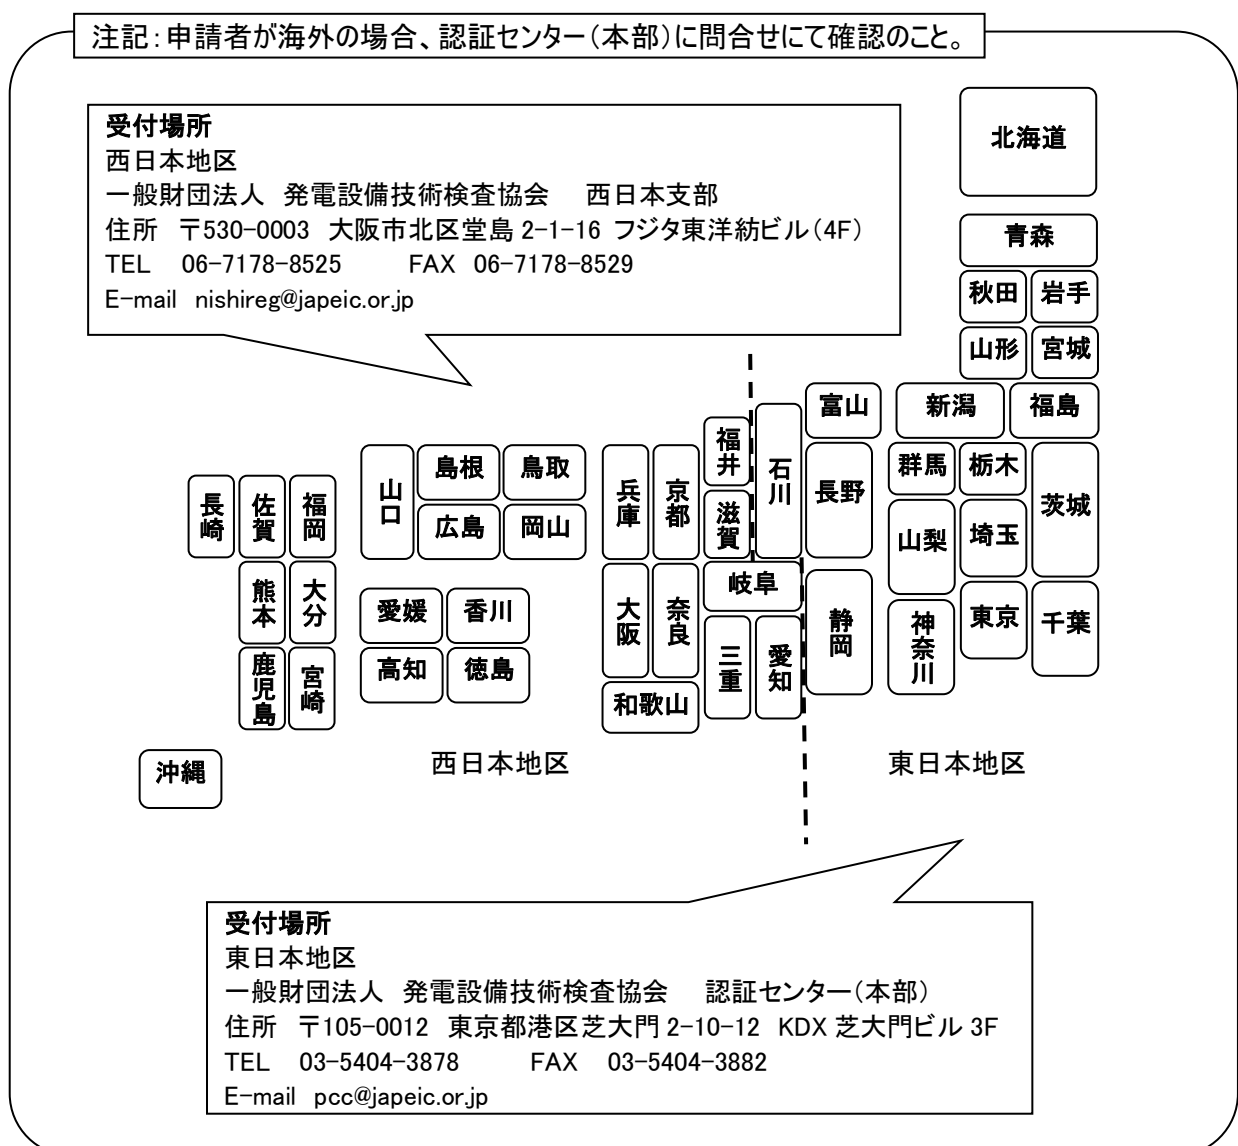 注記：申請者が海外の場合、認証センター（本部）に問合せにて確認のこと。
受付場所
西日本地区
一般財団法人 発電設備技術検査協会 西日本支部
住所 〒530-0003 大阪市北区堂島 2-1-16 フジタ東洋紡ビル（4F）
TEL 06-7178-8525 FAX 06-7178-8529
E-mail nishireg@japeic.or.jp
北海道
青森
秋田 岩手
山形 宮城
富山 新潟 福島
福井
石川
島根 鳥取
山口
兵庫
京都
長野
群馬 栃木
茨城
長崎
佐賀
福岡
広島 岡山
滋賀
山梨
埼玉
熊本
大分
愛媛 香川
大阪
奈良
岐阜
静岡
神奈川
東京 千葉
鹿児島
宮崎
高知 徳島
和歌山
三重
愛知
沖縄
西日本地区
東日本地区
受付場所
東日本地区
一般財団法人 発電設備技術検査協会 認証センター（本部）
住所 〒105-0012 東京都港区芝大門 2-10-12 KDX 芝大門ビル 3F
TEL 03-5404-3878 FAX 03-5404-3882
E-mail pcc@japeic.or.jp